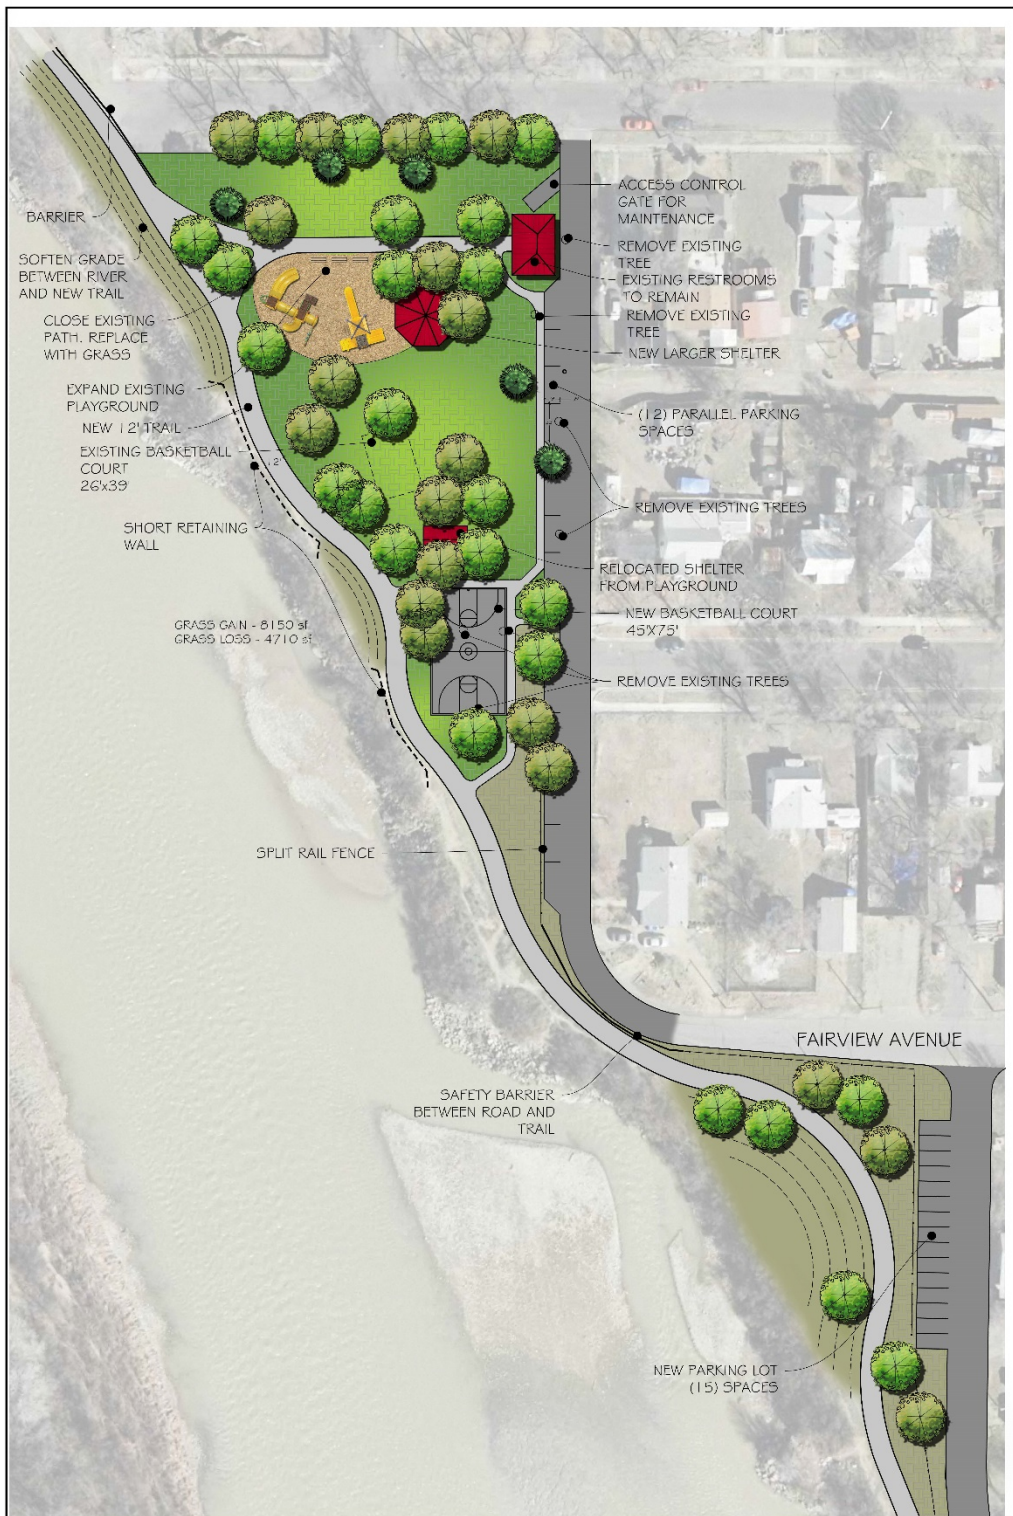 ACCESS CONTROL
GATE FOR
MAINTENANCE
BARRIER
REMOVE EXISTING
TREE
SOFTEN GRADE
BETWEEN RIVER
AND NEW TRAIL
EXISTING RESTROOMS
TO REMAIN
REMOVE EXISTING
TREE
CLOSE EXISTING
PATH. REPLACE
WITH GRASS
NEW LARGER SHELTER
EXPAND EXISTING
PLAYGROUND
(12) PARALLEL PARKING
SPACES
NEW 12' TRAIL
EXISTING BASKETBALL
COURT
26'x39'
12'
SHORT RETAINING
WALL
REMOVE EXISTING TREES
RELOCATED SHELTER
FROM PLAYGROUND
NEW BASKETBALL COURT
45'X75'
GRASS GAIN - 8150 sf
GRASS LOSS - 4710 sf
REMOVE EXISTING TREES
SPLIT RAIL FENCE
FAIRVIEW AVENUE
SAFETY BARRIER
BETWEEN ROAD AND
TRAIL
NEW PARKING LOT
(15) SPACES